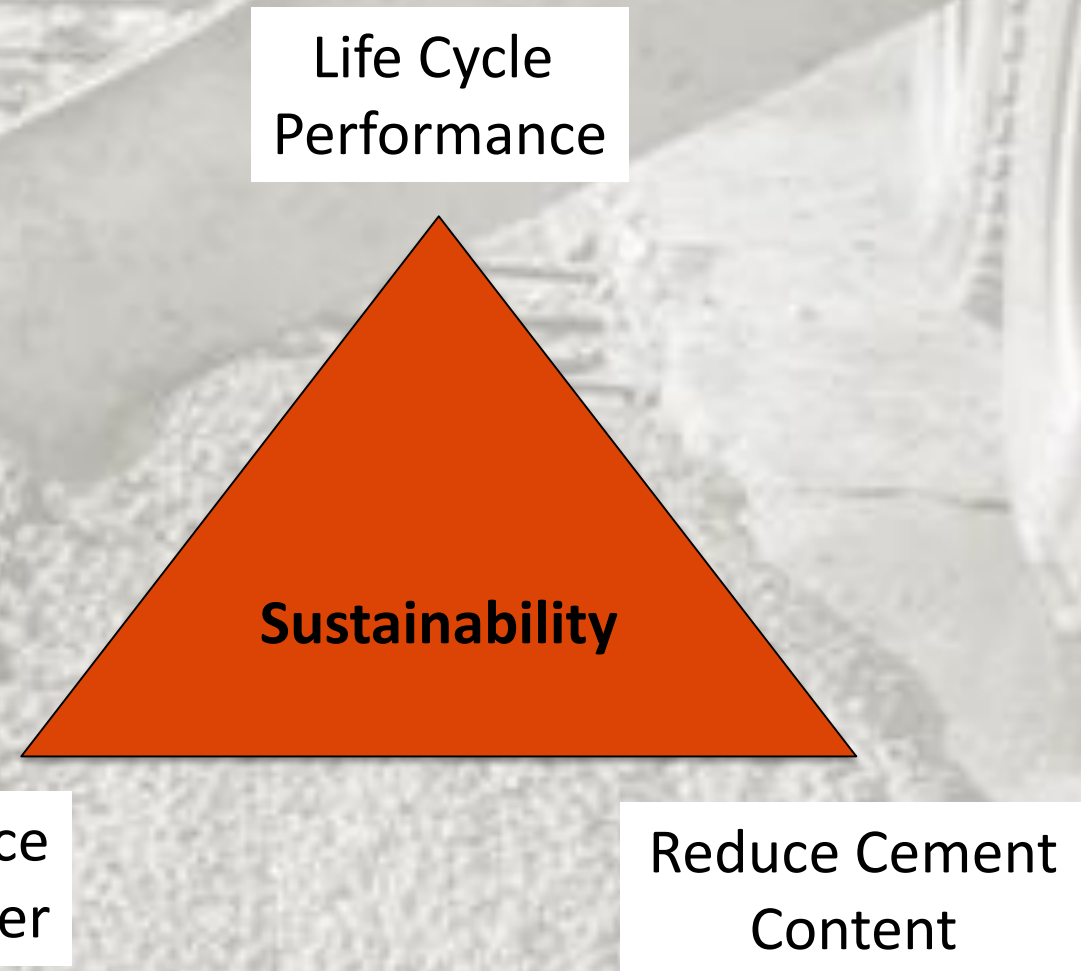 Life Cycle
Performance
Sustainability
Reduce Cement
Content